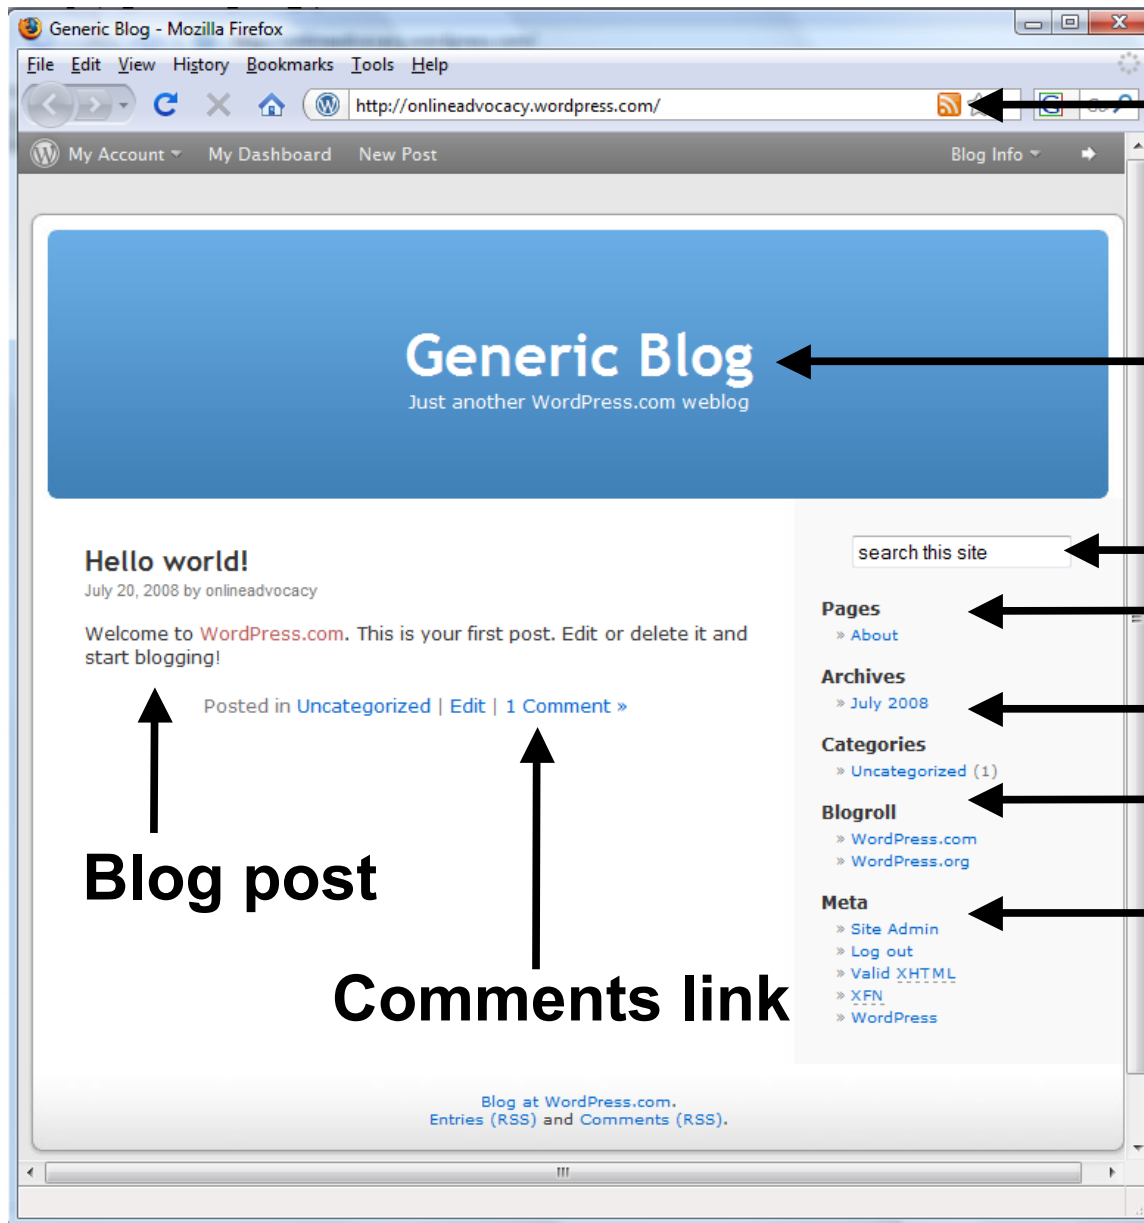 Generic Blog - Mozilla Firefox
File Edit View History Bookmarks Tools Help
http://onlineadvocacy.wordpress.com/
G
My Account My Dashboard New Post Blog Info
Generic Blog
Just another WordPress.com weblog
Hello world!
July 20, 2008 by onlineadvocacy
Welcome to WordPress.com. This is your first post. Edit or delete it and
start blogging!
Posted in Uncategorized | Edit | 1 Comment »
Blog post
Comments link
search this site
Pages
» About
Archives
» July 2008
Categories
» Uncategorized (1)
Blogroll
» WordPress.com
» WordPress.org
Meta
» Site Admin
» Log out
» Valid XHTML
» XFN
» WordPress
Blog at WordPress.com.
Entries (RSS) and Comments (RSS).